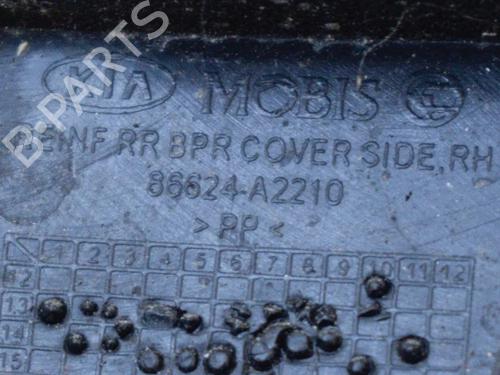 KIA MOBIS
REINF RR BPR COVER SIDE, RH
86624-A2210
> PP <
1 2 3 4 5 6 7 8 9 10 11 12
12
13
14
15
B-PARTS